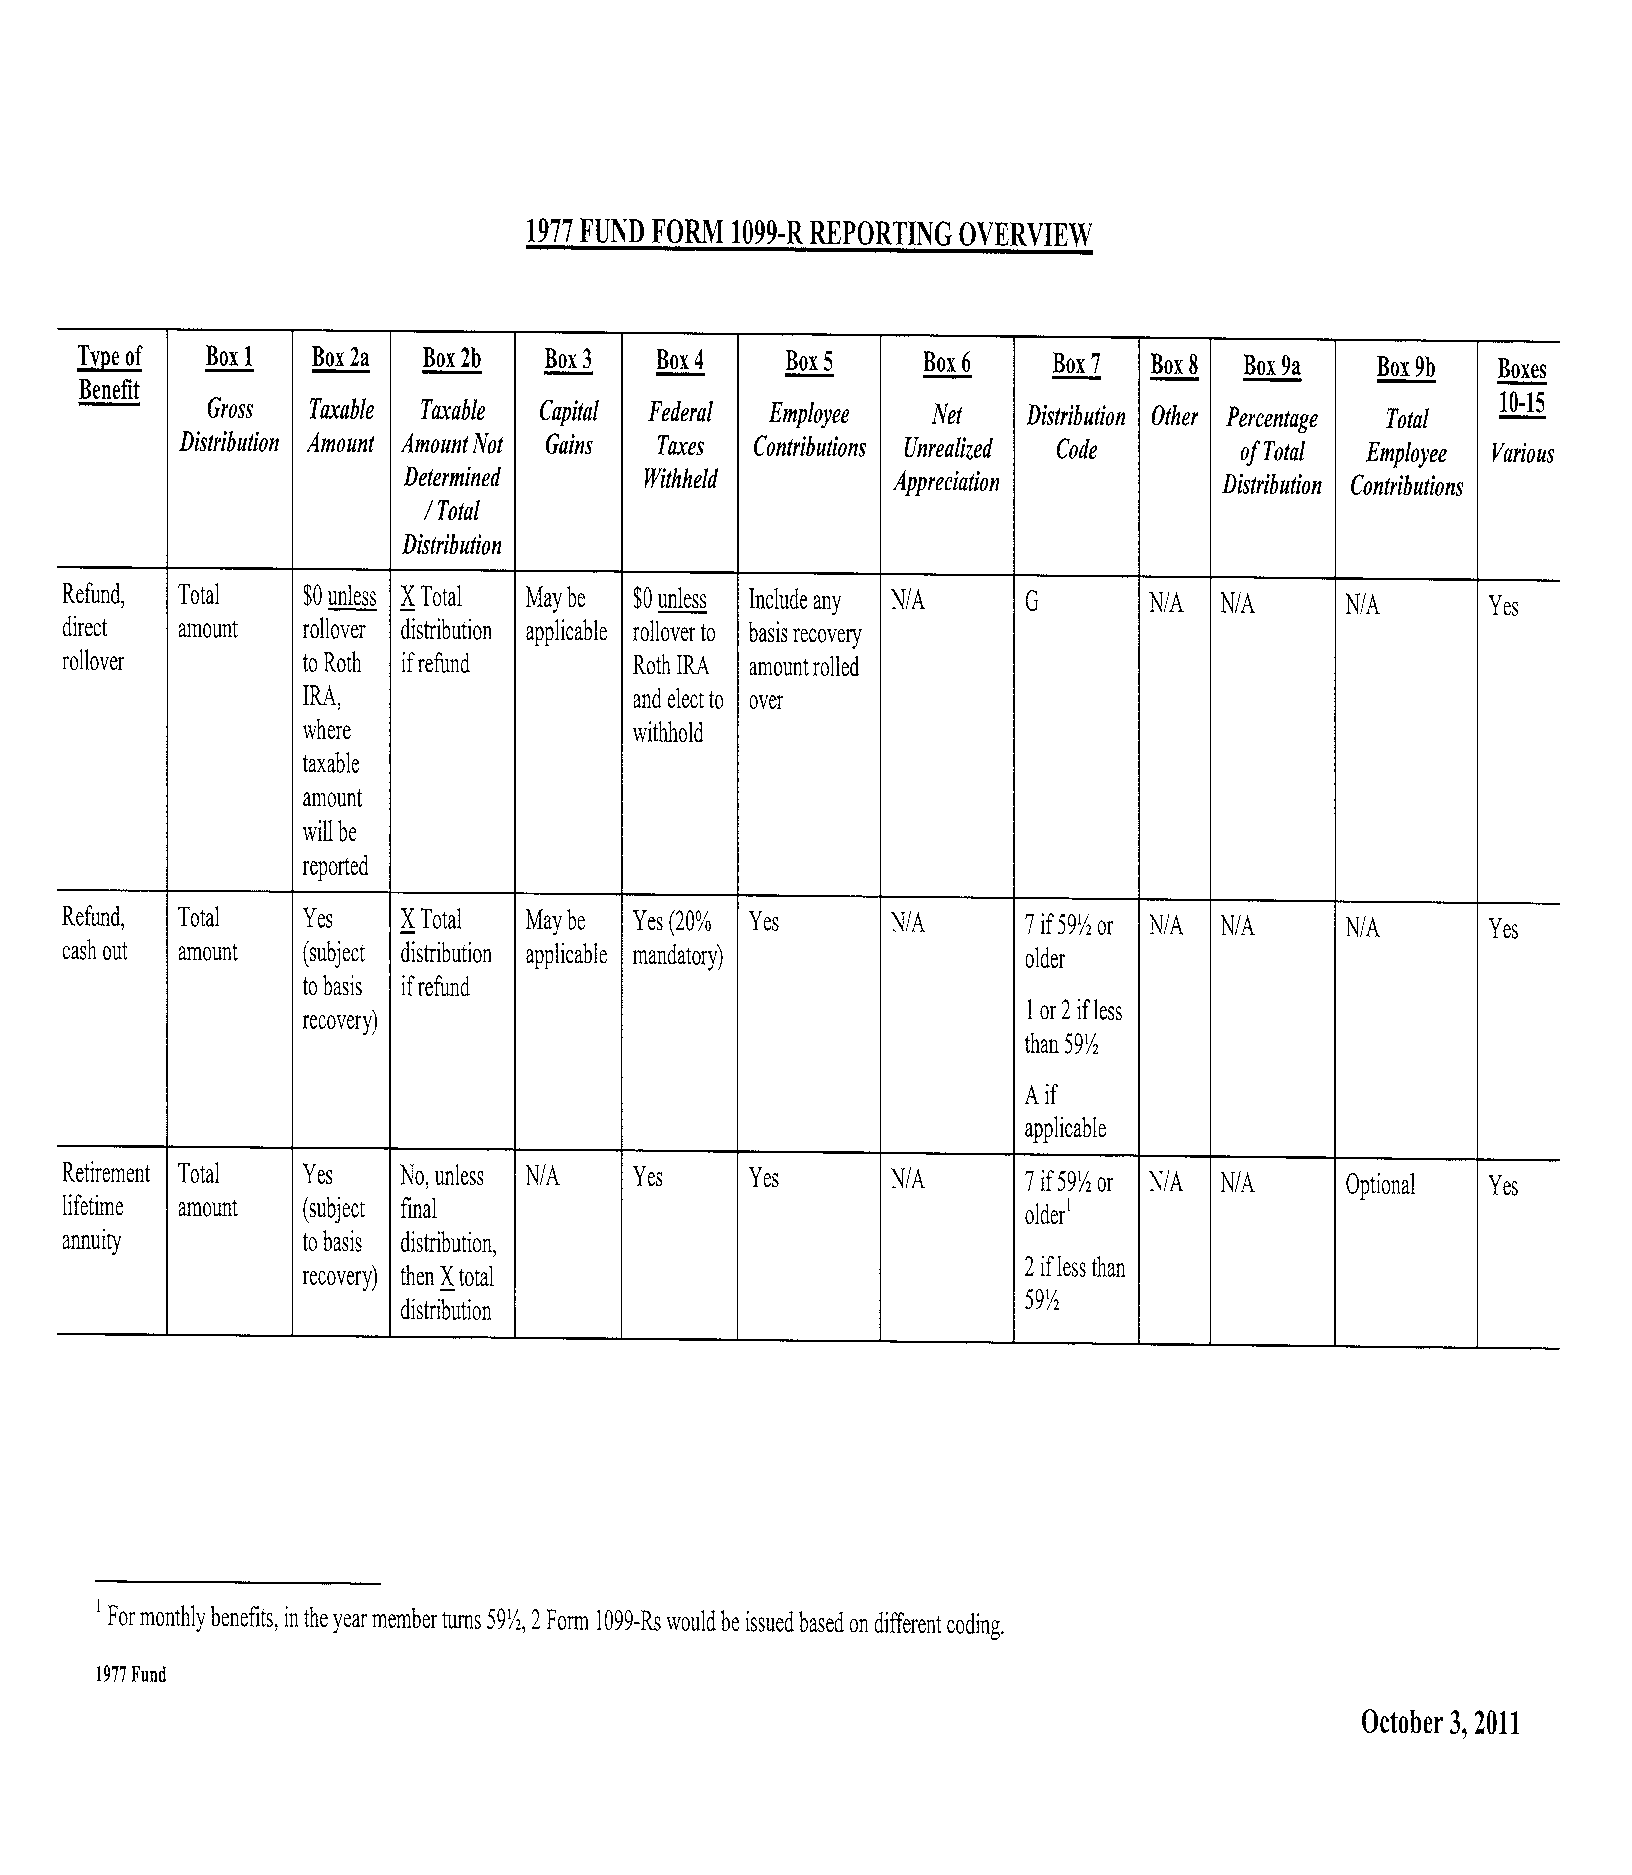 1977 FUND FORM 1099-R REPORTING OVERVIEW
Type of
Benefit
Box 1
Gross
Distribution
Box 2a
Taxable
Amount
Box 2b
Taxable
Amount Not
Determined
/ Total
Distribution
Box 3
Capital
Gains
Box 4
Federal
Taxes
Withheld
Box 5
Employee
Contributions
Box 6
Net
Unrealized
Appreciation
Box 7
Distribution
Code
Box 8
Other
Box 9a
Percentage
of Total
Distribution
Box 9b
Total
Employee
Contributions
Boxes
10-15
Various
Refund,
direct
rollover
Total
amount
$0 unless
rollover
to Roth
IRA,
where
taxable
amount
will be
reported
X Total
distribution
if refund
May be
applicable
$0 unless
rollover to
Roth IRA
and elect to
withhold
Include any
basis recovery
amount rolled
over
N/A
G
N/A
N/A
N/A
Yes
Refund,
cash out
Total
amount
Yes
(subject
to basis
recovery)
X Total
distribution
if refund
May be
applicable
Yes (20%
mandatory)
Yes
N/A
7 if 59½ or
older
1 or 2 if less
than 59½
A if
applicable
N/A
N/A
N/A
Yes
Retirement
lifetime
annuity
Total
amount
Yes
(subject
to basis
recovery)
No, unless
final
distribution,
then X total
distribution
N/A
Yes
Yes
N/A
7 if 59½ or
older¹
2 if less than
59½
N/A
N/A
Optional
Yes
¹ For monthly benefits, in the year member turns 59½, 2 Form 1099-Rs would be issued based on different coding.
1977 Fund
October 3, 2011